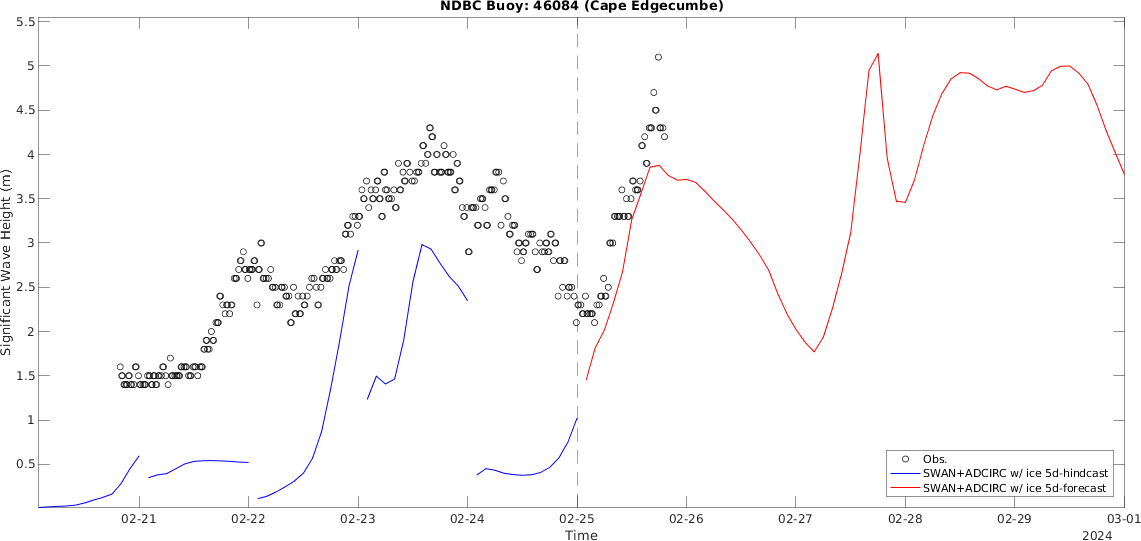 NDBC Buoy: 46084 (Cape Edgecumbe)
Significant Wave Height (m)
5.5
5
4.5
4
3.5
3
2.5
2
1.5
1
0.5
Obs.
SWAN+ADCIRC w/ ice 5d-hindcast
SWAN+ADCIRC w/ ice 5d-forecast
02-21 02-22 02-23 02-24 02-25 02-26 02-27 02-28 02-29 03-01
Time
2024